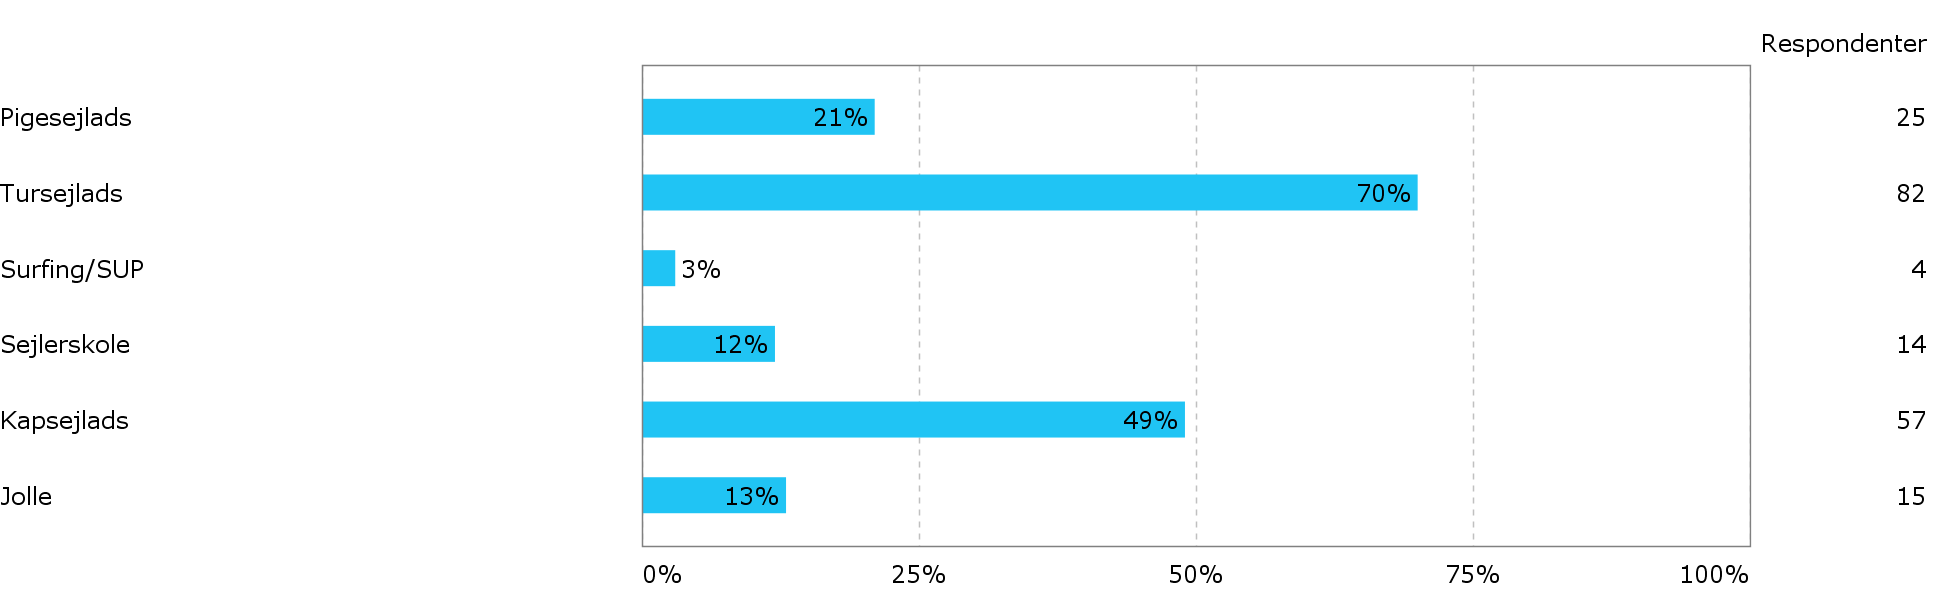 Respondenter
Pigesejlads 21% 25
Tursejlads 70% 82
Surfing/SUP 3% 4
Sejlerskole 12% 14
Kapsejlads 49% 57
Jolle 13% 15
0% 25% 50% 75% 100%